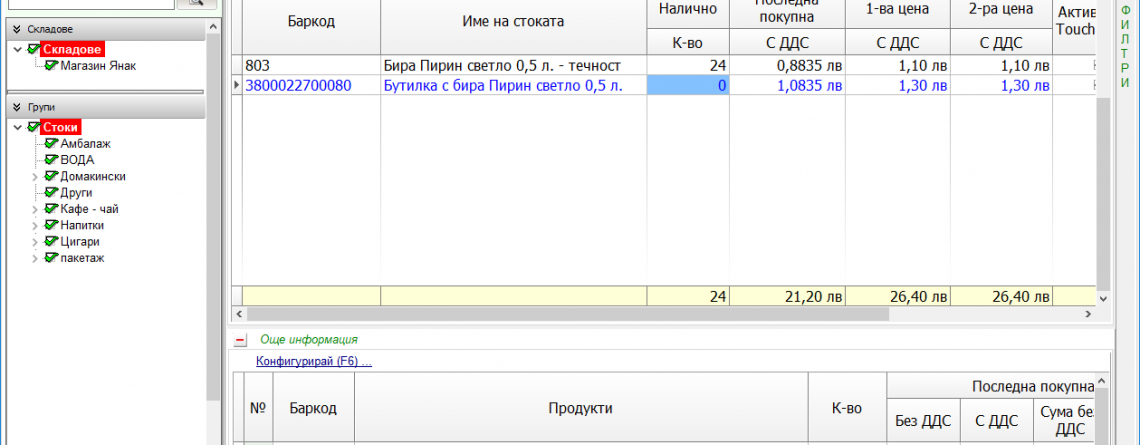 Складове
Складове
Магазин Янак
Групи
Стоки
Амбалаж
ВОДА
Домакински
Други
Кафе - чай
Напитки
Цигари
пакетаж
Баркод Име на стоката Налично Последна покупна 1-ва цена 2-ра цена Актив Touch
К-во С ДДС С ДДС С ДДС
803 Бира Пирин светло 0,5 л. - течност 24 0,8835 лв 1,10 лв 1,10 лв
3800022700080 Бутилка с бира Пирин светло 0,5 л. 0 1,0835 лв 1,30 лв 1,30 лв
24 21,20 лв 26,40 лв 26,40 лв
Още информация
Конфигурирай (F6) ...
№ Баркод Продукти К-во Последна покупна
Без ДДС С ДДС Сума без ДДС
ФИЛТРИ